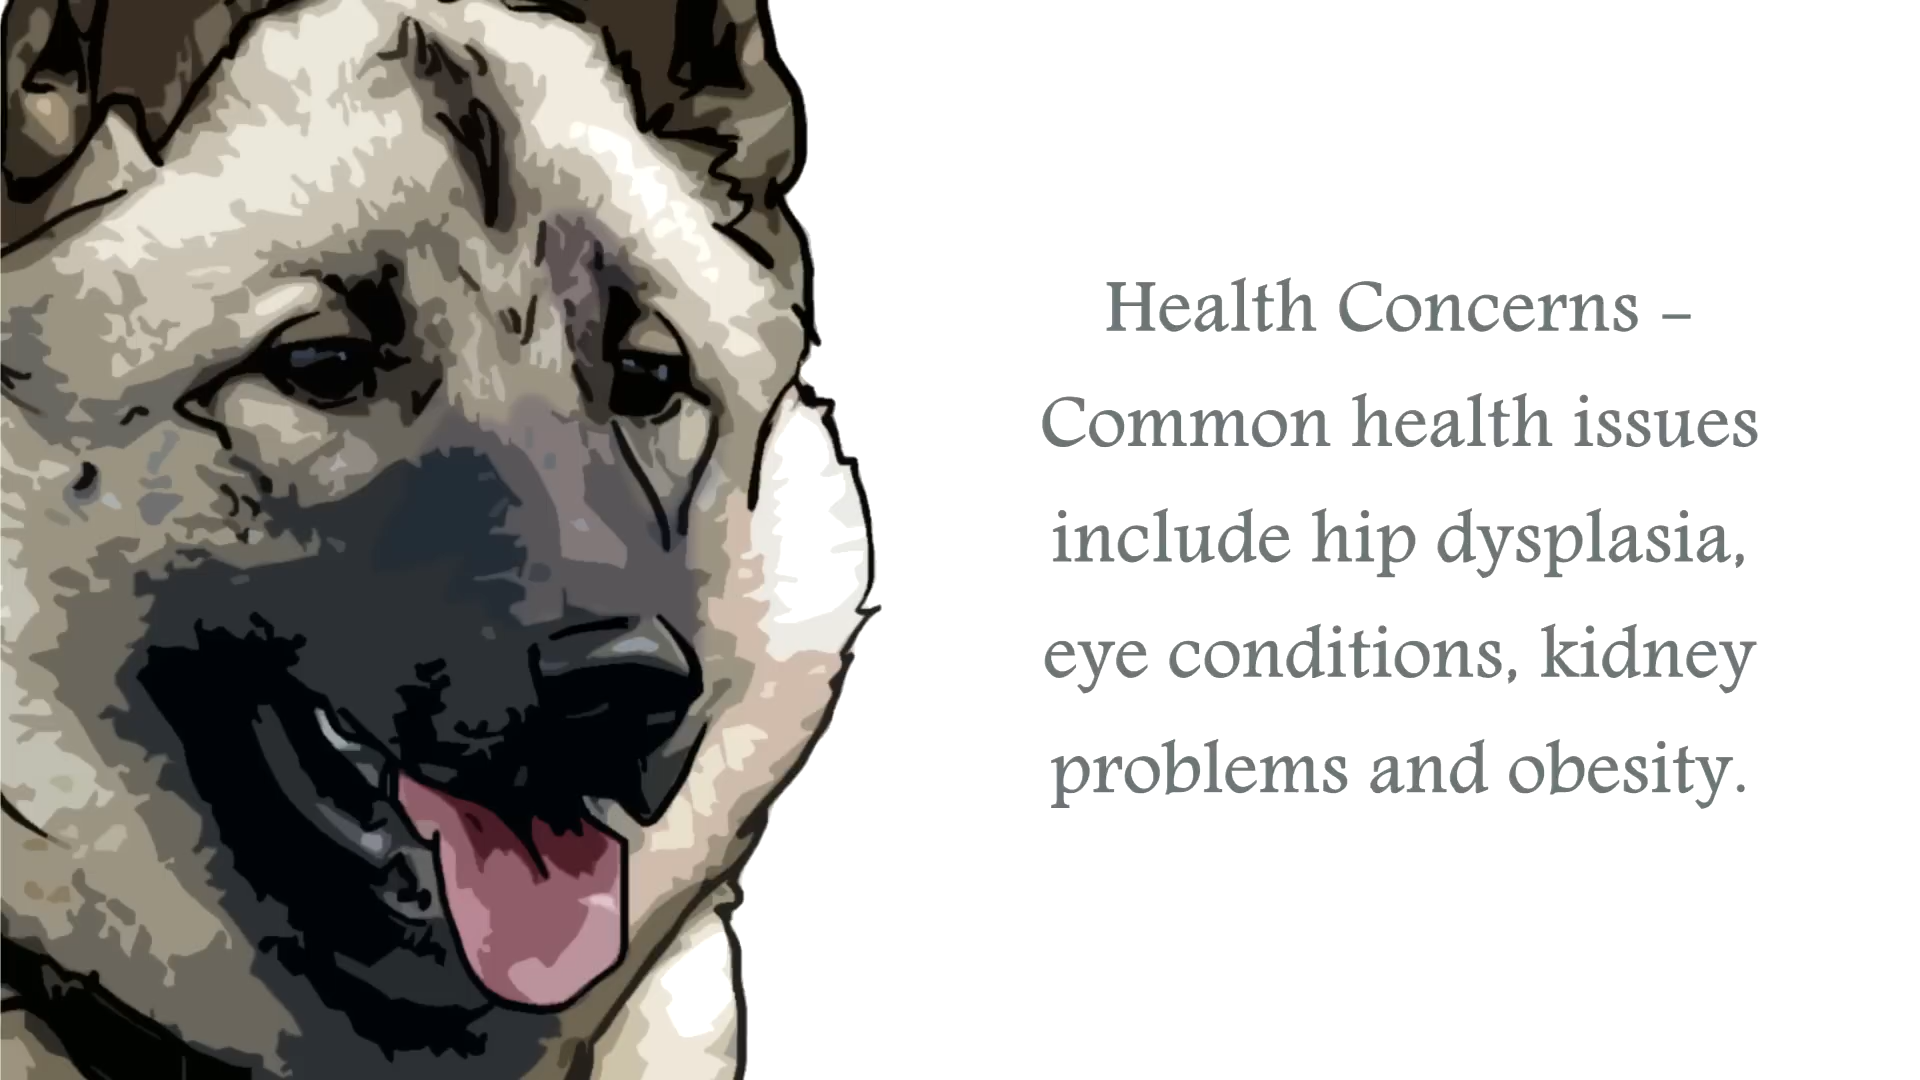 Health Concerns –
Common health issues
include hip dysplasia,
eye conditions, kidney
problems and obesity.